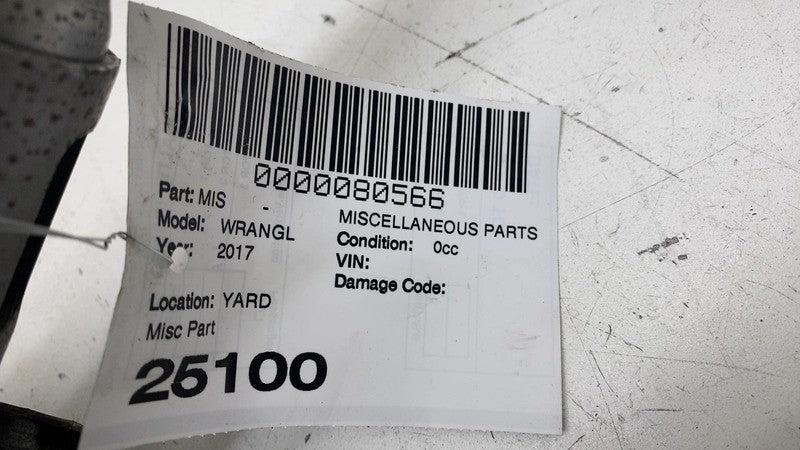 0000080566
Part: MIS - MISCELLANEOUS PARTS
Model: WRANGL Condition: 0cc
Year: 2017 VIN:
Damage Code:
Location: YARD
Misc Part
25100